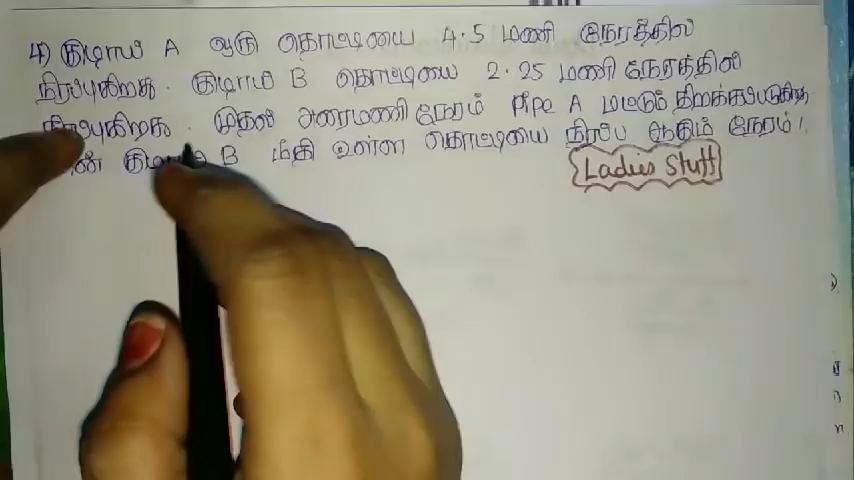 4) குழாய் A ஒரு தொட்டியை 4.5 மணி நேரத்தில்
நிரப்புகிறது. குழாய் B தொட்டியை 2.25 மணி நேரத்தில்
நிரப்புகிறது. முதல் அரைமணி நேரம் Pipe A மட்டும் திறக்கப்படுகிறது
B மீதி உள்ள தொட்டியை நிரப்ப ஆகும் நேரம்!
Ladies Stuff